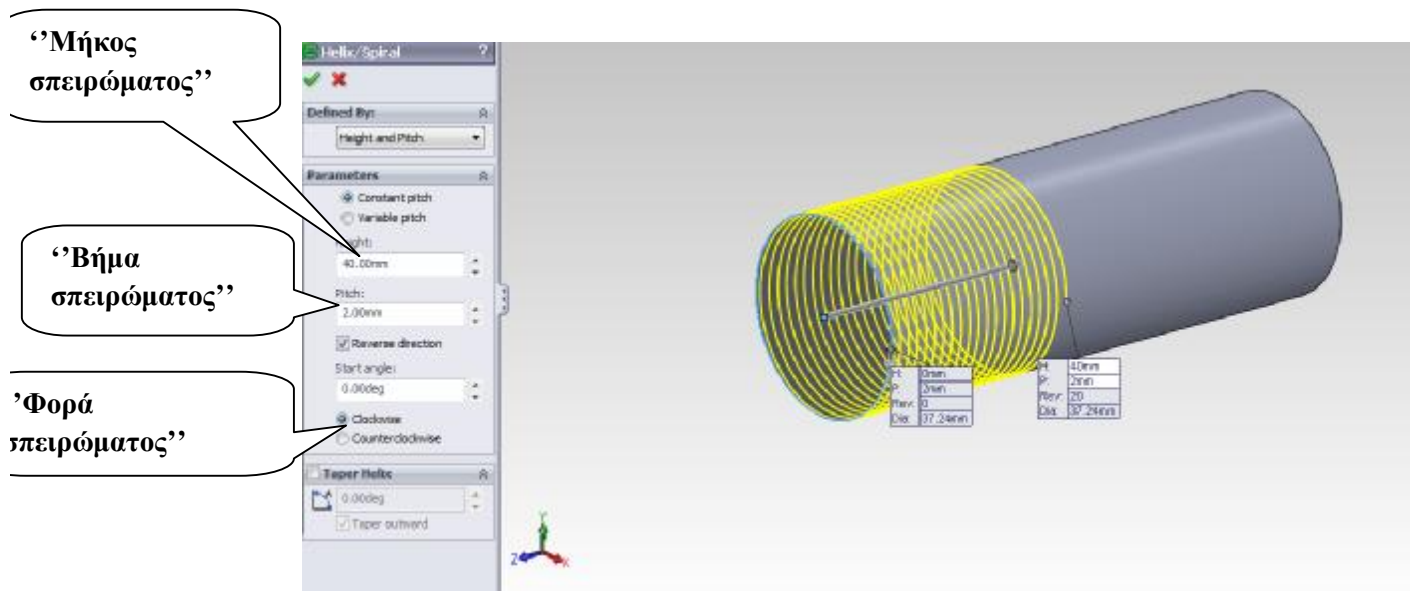 ‘’Μήκος
σπειρώματος’’
‘’Βήμα
σπειρώματος’’
’Φορά
σπειρώματος’’
Helix/Spiral ?
Defined By:
Height and Pitch
Parameters
Constant pitch
Variable pitch
Height:
40.00mm
Pitch:
2.00mm
Reverse direction
Start angle:
0.00deg
Clockwise
Counterclockwise
Taper Helix
0.00deg
Taper outward
H: 0mm
P: 2mm
Rev: 0
Dia: 37.24mm
H: 40mm
P: 2mm
Rev: 20
Dia: 37.24mm
Y
Z
X